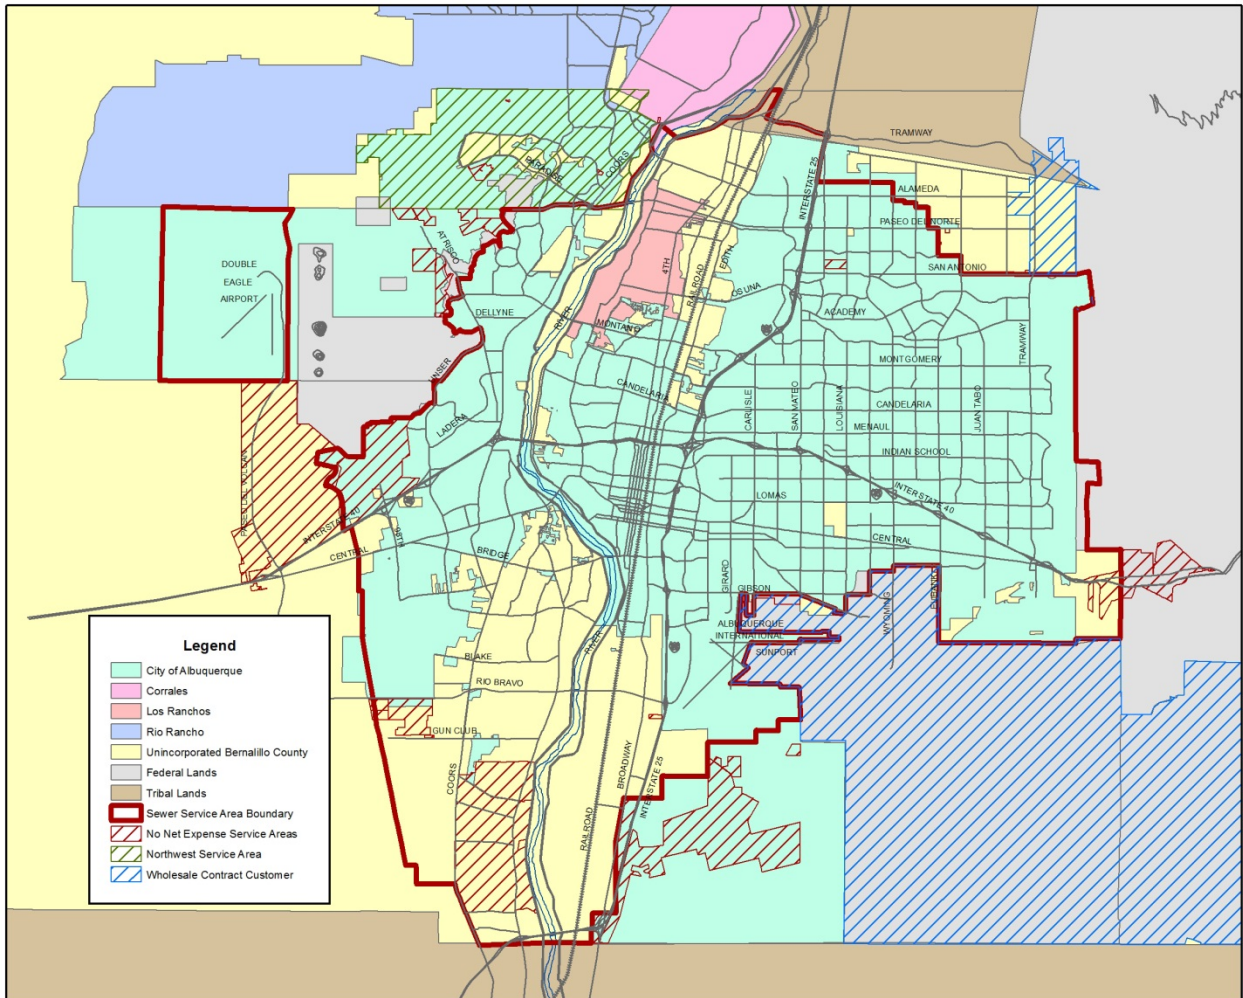 TRAMWAY
ALAMEDA
PASEO DEL NORTE
SAN ANTONIO
PARADISE
COORS
INTERSTATE 25
ATRISCO
4TH
RAILROAD
EDITH
OSUNA
DOUBLE
EAGLE
AIRPORT
DELLYNE
RIVER
MONTANO
ACADEMY
TRAMWAY
MONTGOMERY
UNSER
CANDELARIA
CARLISLE
SAN MATEO
LOUISIANA
CANDELARIA
JUAN TABO
LADERA
MENAUL
INDIAN SCHOOL
PASEO DEL VOLCAN
LOMAS
INTERSTATE 40
INTERSTATE 40
CENTRAL
98TH
BRIDGE
CENTRAL
GIRARD
GIBSON
WYOMING
EUBANK
ALBUQUERQUE
INTERNATIONAL
SUNPORT
RIVER
BLAKE
RIO BRAVO
GUN CLUB
COORS
RAILROAD
BROADWAY
INTERSTATE 25
Legend
City of Albuquerque
Corrales
Los Ranchos
Rio Rancho
Unincorporated Bernalillo County
Federal Lands
Tribal Lands
Sewer Service Area Boundary
No Net Expense Service Areas
Northwest Service Area
Wholesale Contract Customer